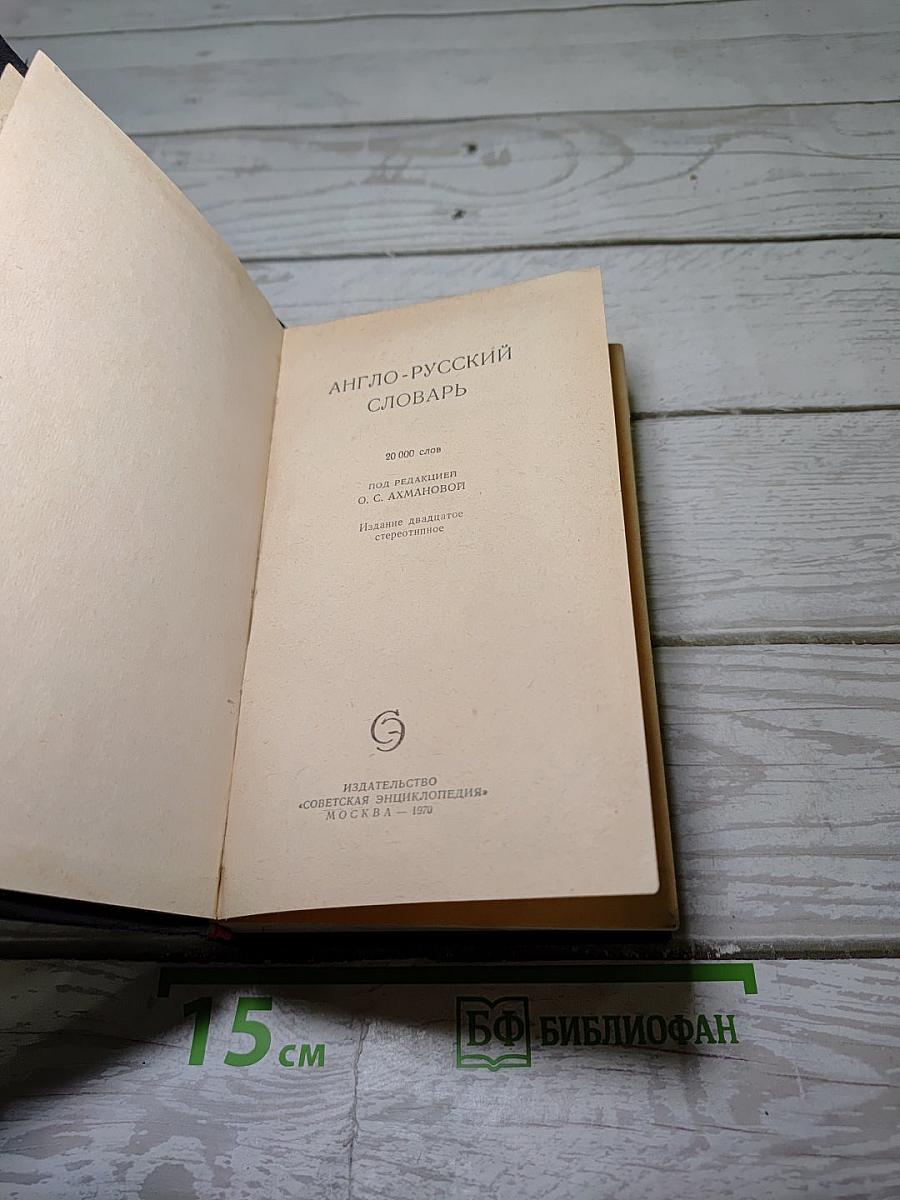 АНГЛО-РУССКИЙ
СЛОВАРЬ
20 000 слов
ПОД РЕДАКЦИЕЙ
О. С. АХМАНОВОЙ
Издание двадцатое
стереотипное
СЭ
ИЗДАТЕЛЬСТВО
«СОВЕТСКАЯ ЭНЦИКЛОПЕДИЯ»
МОСКВА — 1970
15 см
БФ БИБЛИОФАН